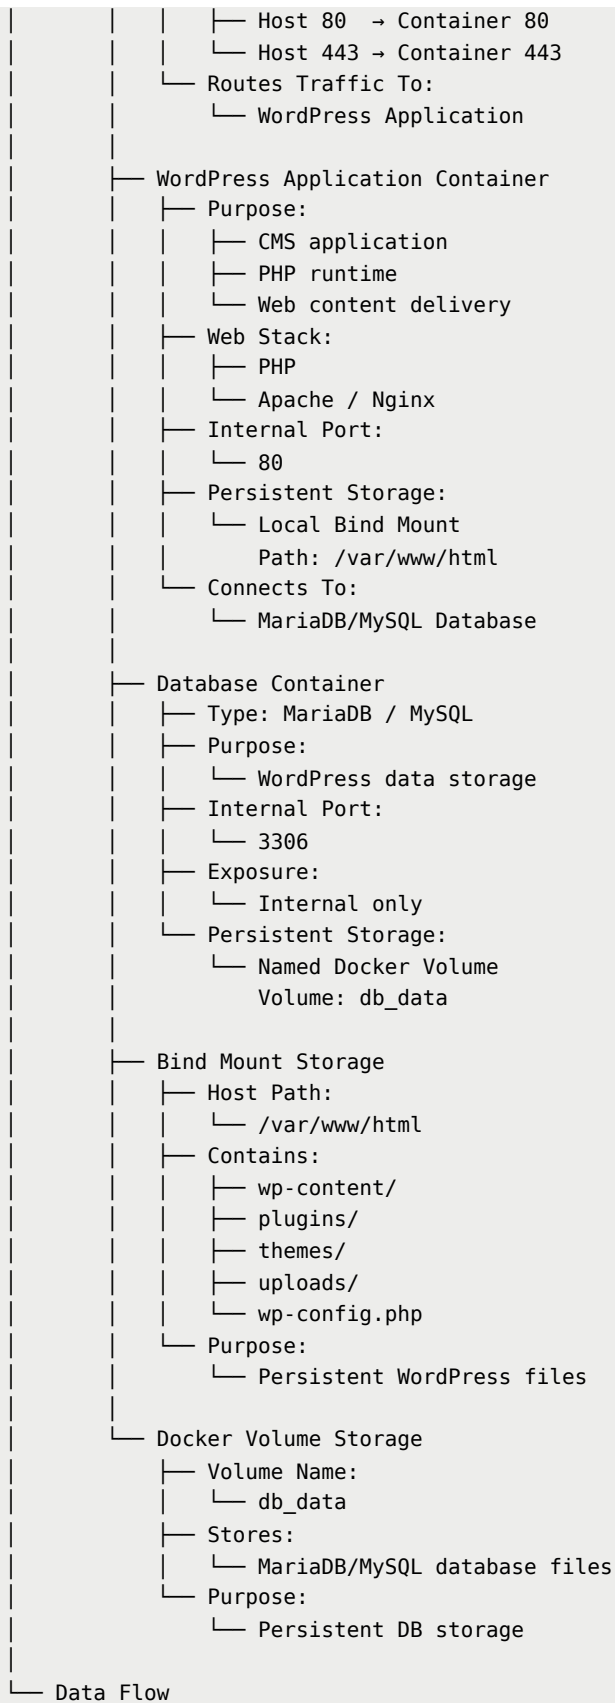 │       │   │   ├── Host 80  → Container 80
│       │   │   └── Host 443 → Container 443
│       │   └── Routes Traffic To:
│       │       └── WordPress Application
│       │
│       ├── WordPress Application Container
│       │   ├── Purpose:
│       │   │   ├── CMS application
│       │   │   ├── PHP runtime
│       │   │   └── Web content delivery
│       │   ├── Web Stack:
│       │   │   ├── PHP
│       │   │   └── Apache / Nginx
│       │   ├── Internal Port:
│       │   │   └── 80
│       │   ├── Persistent Storage:
│       │   │   └── Local Bind Mount
│       │   │       Path: /var/www/html
│       │   └── Connects To:
│       │       └── MariaDB/MySQL Database
│       │
│       ├── Database Container
│       │   ├── Type: MariaDB / MySQL
│       │   ├── Purpose:
│       │   │   └── WordPress data storage
│       │   ├── Internal Port:
│       │   │   └── 3306
│       │   ├── Exposure:
│       │   │   └── Internal only
│       │   └── Persistent Storage:
│       │       └── Named Docker Volume
│       │           Volume: db_data
│       │
│       ├── Bind Mount Storage
│       │   ├── Host Path:
│       │   │   └── /var/www/html
│       │   ├── Contains:
│       │   │   ├── wp-content/
│       │   │   ├── plugins/
│       │   │   ├── themes/
│       │   │   ├── uploads/
│       │   │   └── wp-config.php
│       │   └── Purpose:
│       │       └── Persistent WordPress files
│       │
│       └── Docker Volume Storage
│           ├── Volume Name:
│           │   └── db_data
│           ├── Stores:
│           │   └── MariaDB/MySQL database files
│           └── Purpose:
│               └── Persistent DB storage
│
└── Data Flow